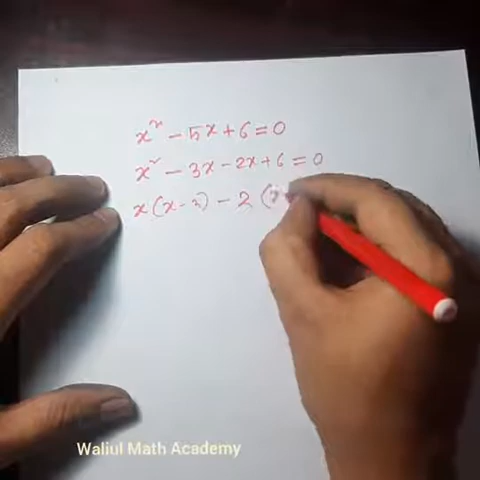 x² - 5x + 6 = 0
x² - 3x - 2x + 6 = 0
x(x - 3) - 2(x
Waliul Math Academy